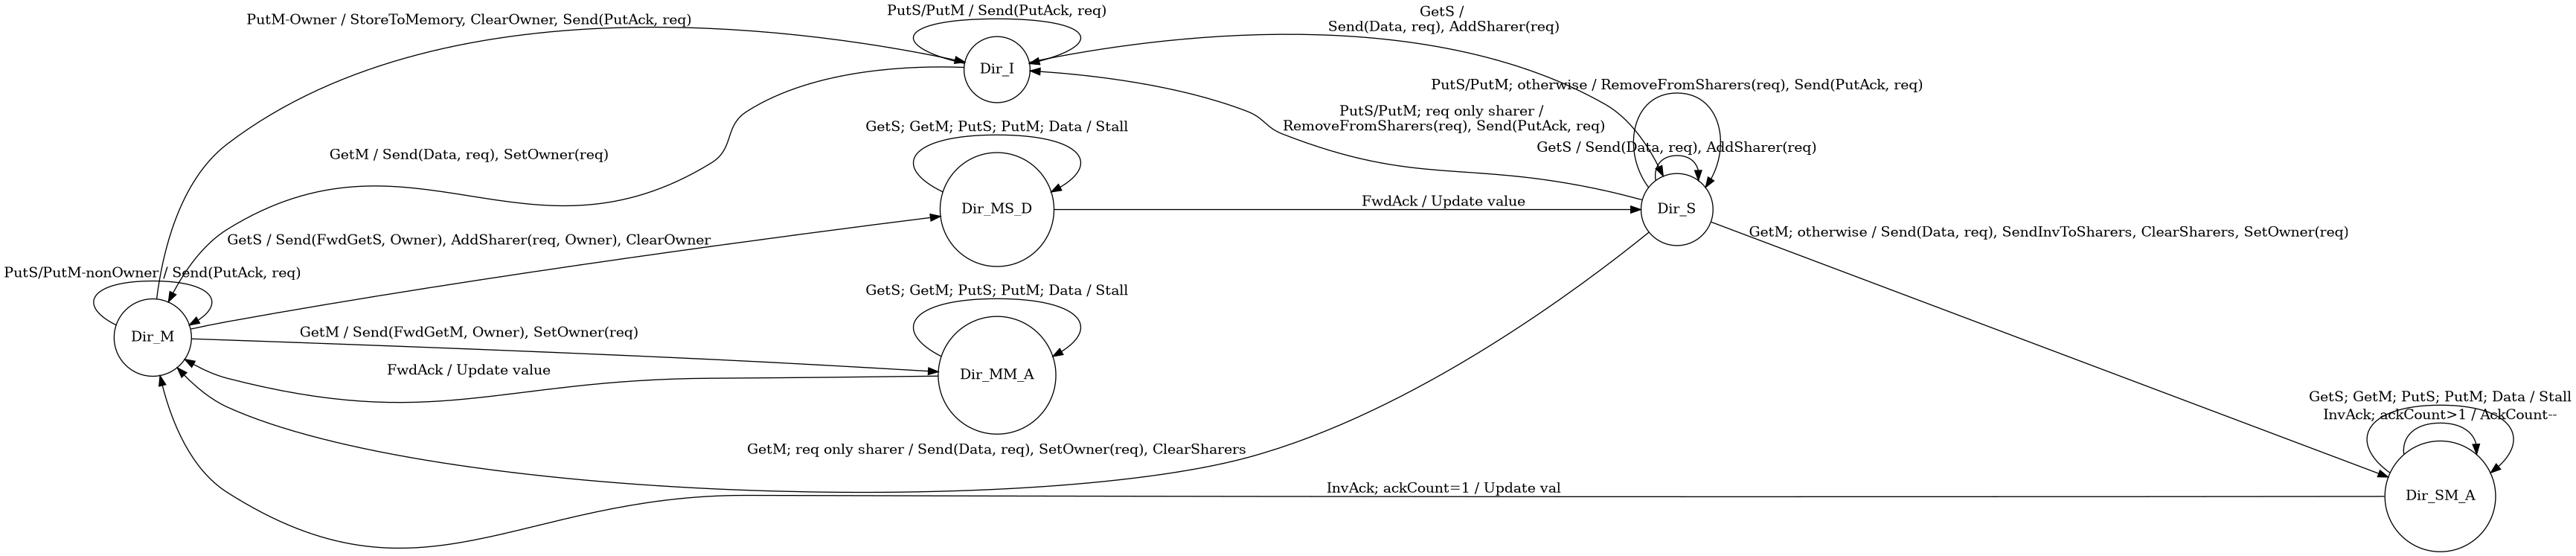 PutM-Owner / StoreToMemory, ClearOwner, Send(PutAck, req)
PutS/PutM / Send(PutAck, req)
GetS /
Send(Data, req), AddSharer(req)
Dir_I
PutS/PutM; otherwise / RemoveFromSharers(req), Send(PutAck, req)
PutS/PutM; req only sharer /
RemoveFromSharers(req), Send(PutAck, req)
GetS; GetM; PutS; PutM; Data / Stall
GetS / Send(Data, req), AddSharer(req)
GetM / Send(Data, req), SetOwner(req)
Dir_MS_D
FwdAck / Update value
Dir_S
GetS / Send(FwdGetS, Owner), AddSharer(req, Owner), ClearOwner
GetM; otherwise / Send(Data, req), SendInvToSharers, ClearSharers, SetOwner(req)
PutS/PutM-nonOwner / Send(PutAck, req)
GetS; GetM; PutS; PutM; Data / Stall
Dir_M
GetM / Send(FwdGetM, Owner), SetOwner(req)
FwdAck / Update value
Dir_MM_A
GetS; GetM; PutS; PutM; Data / Stall
InvAck; ackCount>1 / AckCount--
GetM; req only sharer / Send(Data, req), SetOwner(req), ClearSharers
InvAck; ackCount=1 / Update val
Dir_SM_A